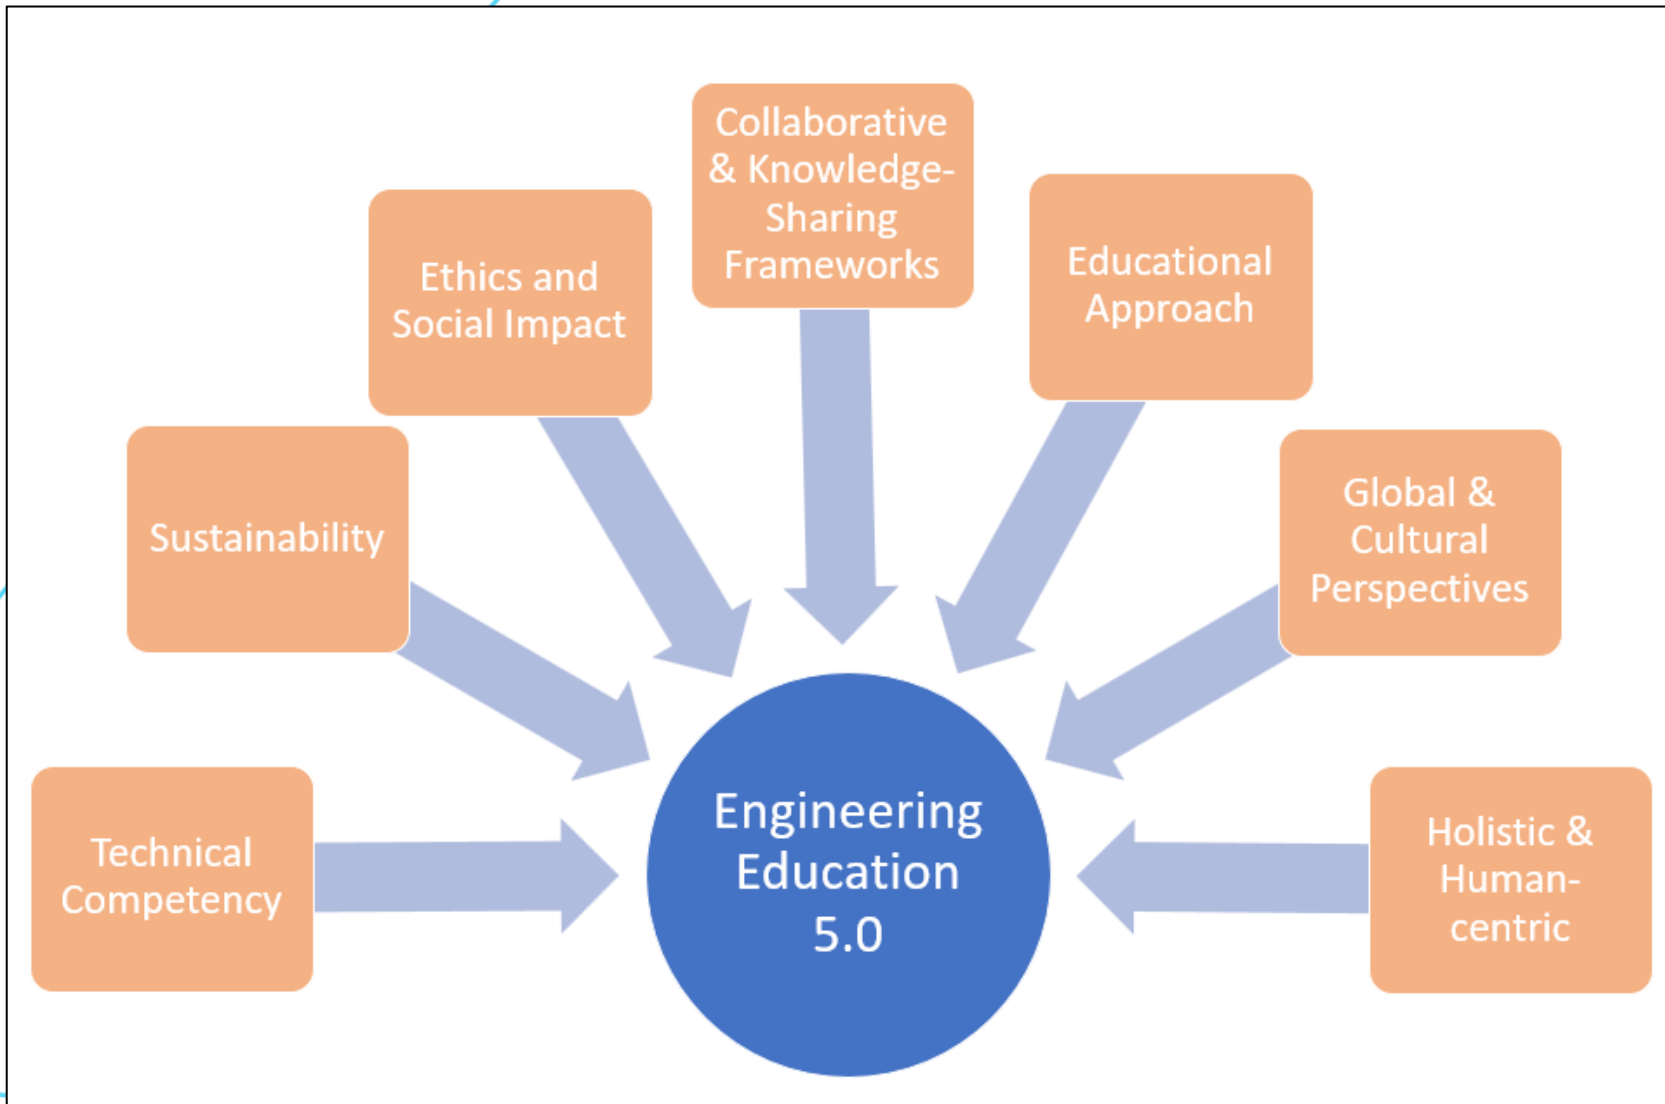 Collaborative
& Knowledge-
Sharing
Frameworks
Ethics and
Social Impact
Educational
Approach
Sustainability
Global &
Cultural
Perspectives
Technical
Competency
Engineering
Education
5.0
Holistic &
Human-
centric